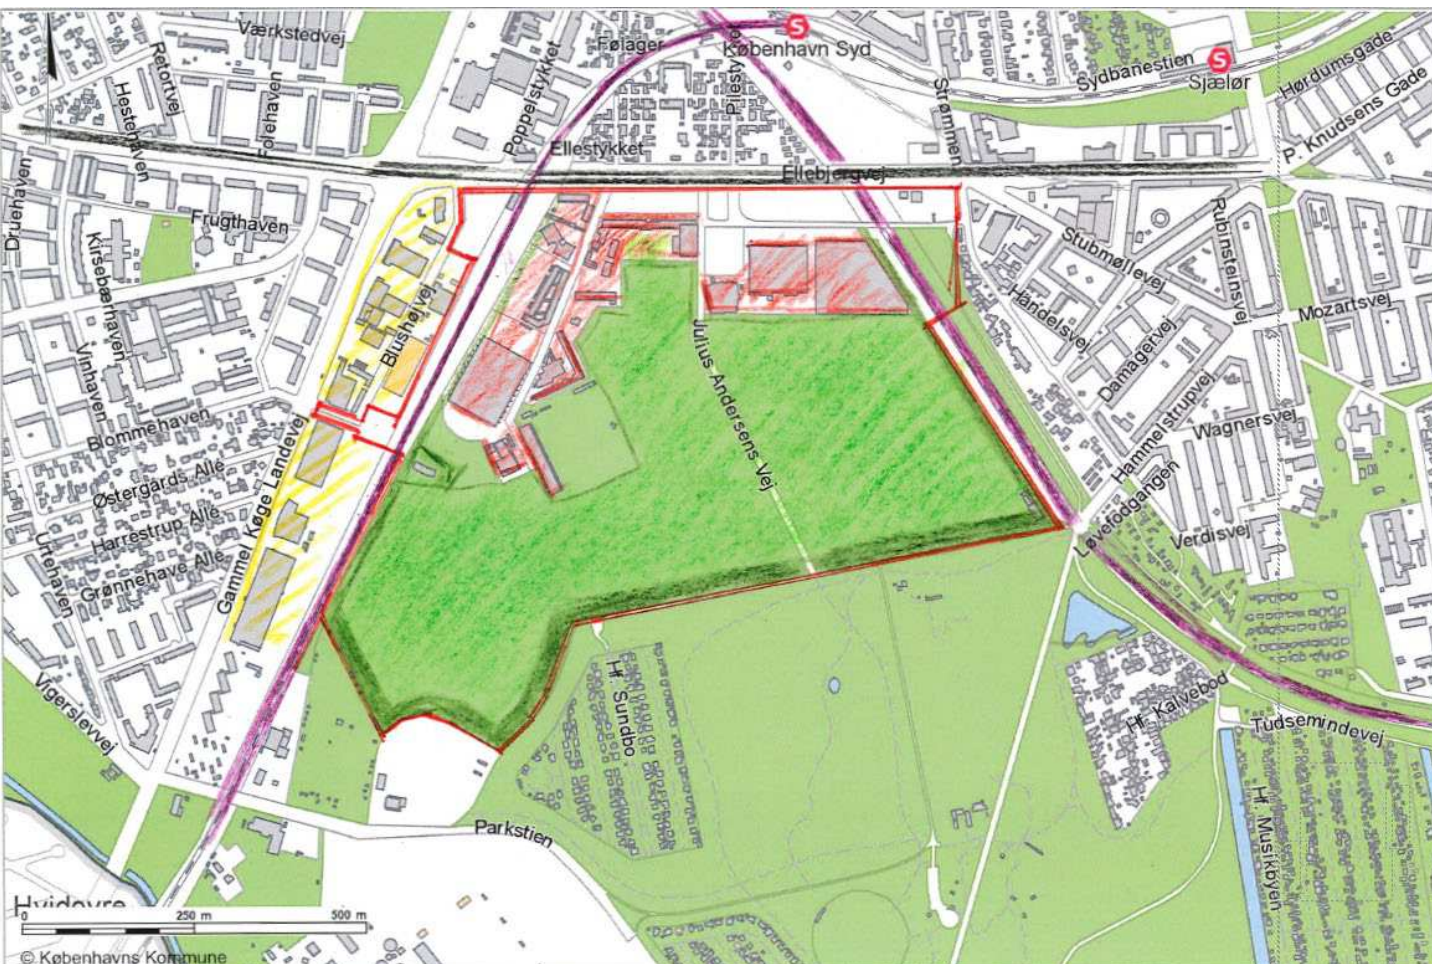 Værkstedvej
Retortvej
Hestehaven
Folehaven
Følager
Poppelstykket
Ellestykket
S
København Syd
Strømmen
Sydbanestien
S
Sjælør
Hørdumsgade
P. Knudsens Gade
Ellebjergvej
Druehaven
Frugthaven
Kirsebærhaven
Vinhaven
Blushøjvej
Blommehaven
Østergårds Allé
Harrestrup Allé
Grønnehave Allé
Urtehaven
Gammel Køge Landevej
Julius Andersens Vej
Stubmøllevej
Händelsvej
Rubinsteinsvej
Mozartsvej
Damagervej
Hammelstrupvej
Wagnersvej
Løvefodgangen
Verdisvej
Vigerslevvej
Hf. Sundbo
Hf. Kalvebod
Tudsemindevej
Hf. Musikbyen
Parkstien
Hvidovre
0 250 m 500 m
© Københavns Kommune